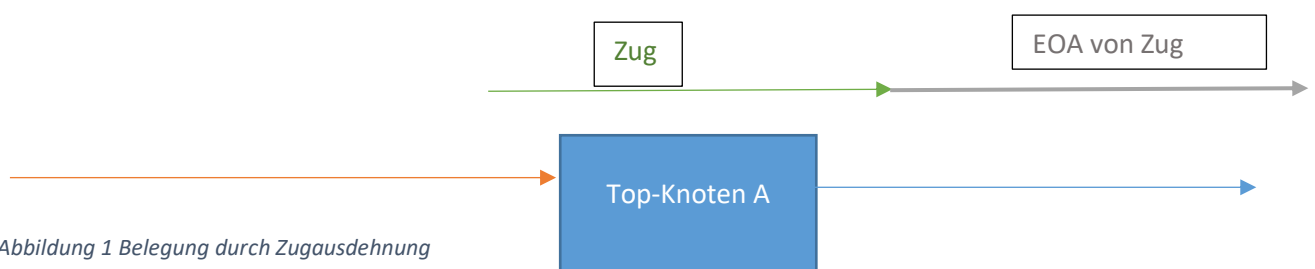 Zug
EOA von Zug
Top-Knoten A
Abbildung 1 Belegung durch Zugausdehnung